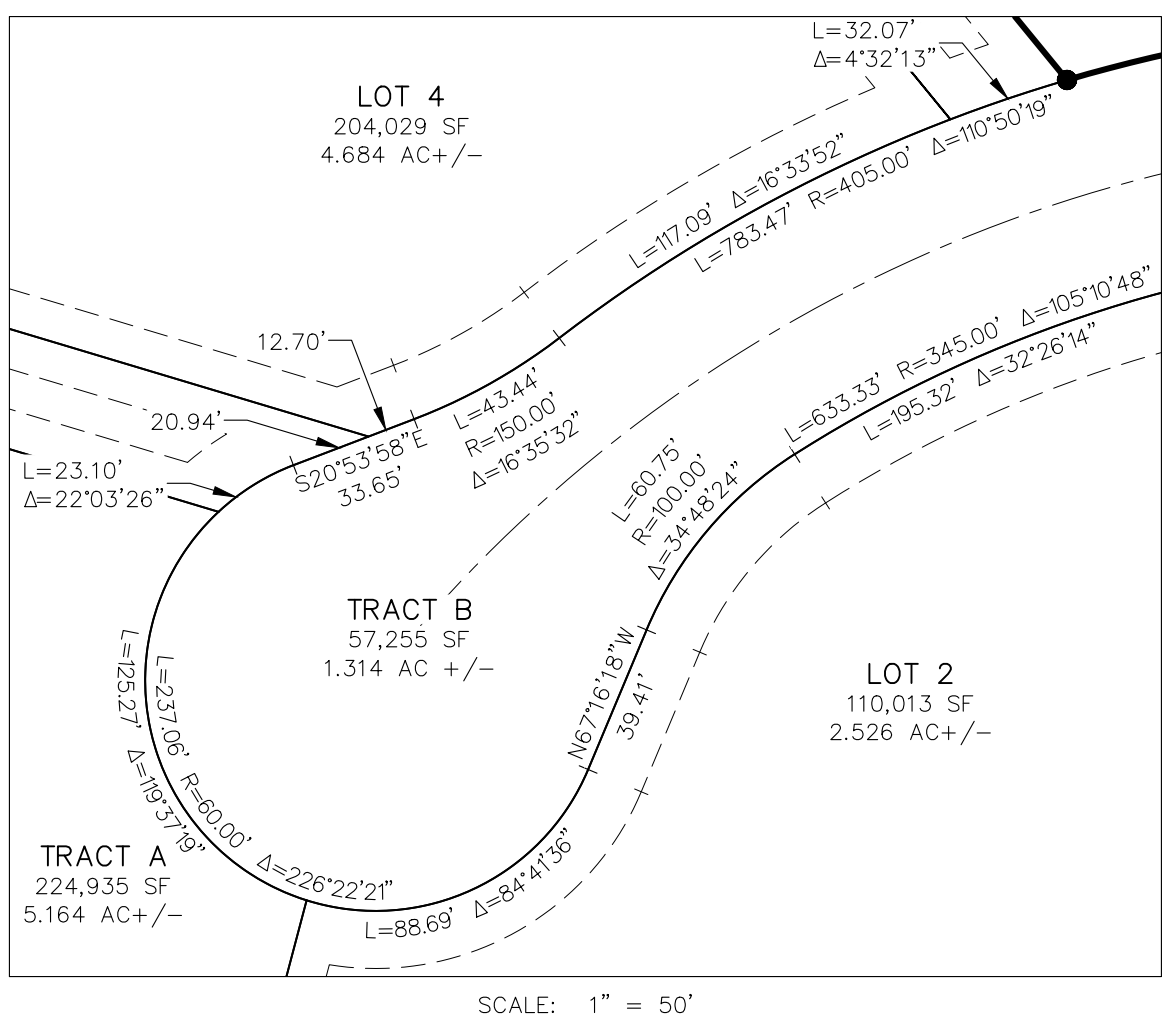 L=32.07’
Δ=4°32’13”
LOT 4
204,029 SF
4.684 AC+/−
L=117.09’ Δ=16°33’52”
L=783.47’ R=405.00’ Δ=110°50’19”
12.70’
20.94’
S20°53’58”E
33.65’
L=43.44’
R=150.00’
Δ=16°35’32”
L=23.10’
Δ=22°03’26”
L=633.33’ R=345.00’ Δ=105°10’48”
L=195.32’ Δ=32°26’14”
L=60.75’
R=100.00’
Δ=34°48’24”
TRACT B
57,255 SF
1.314 AC +/−
N67°16’18”W
39.41’
LOT 2
110,013 SF
2.526 AC+/−
L=125.27’ Δ=119°37’19”
L=237.06’ R=60.00’ Δ=226°22’21”
L=88.69’ Δ=84°41’36”
TRACT A
224,935 SF
5.164 AC+/−
SCALE: 1” = 50’